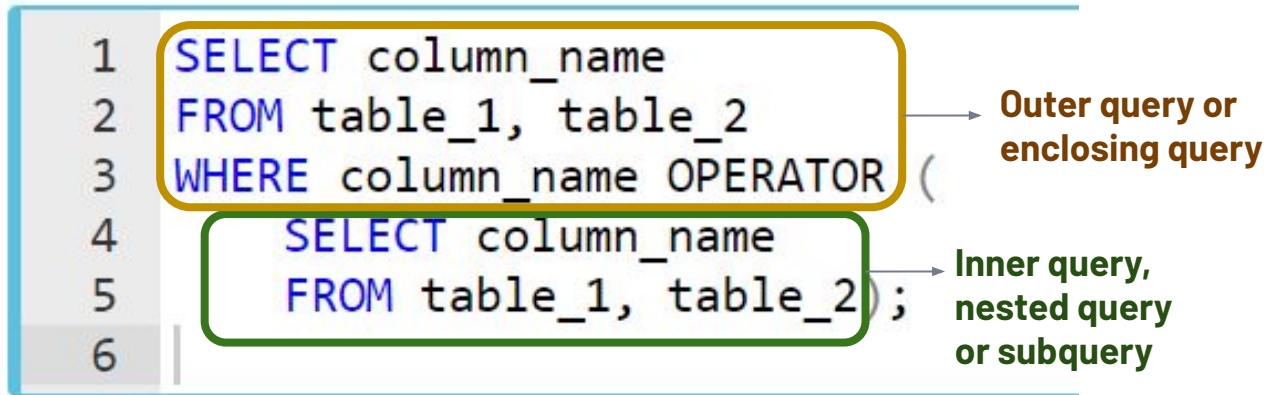 1 SELECT column_name
2 FROM table_1, table_2
3 WHERE column_name OPERATOR (
4 SELECT column_name
5 FROM table_1, table_2);
6
Outer query or
enclosing query
Inner query,
nested query
or subquery